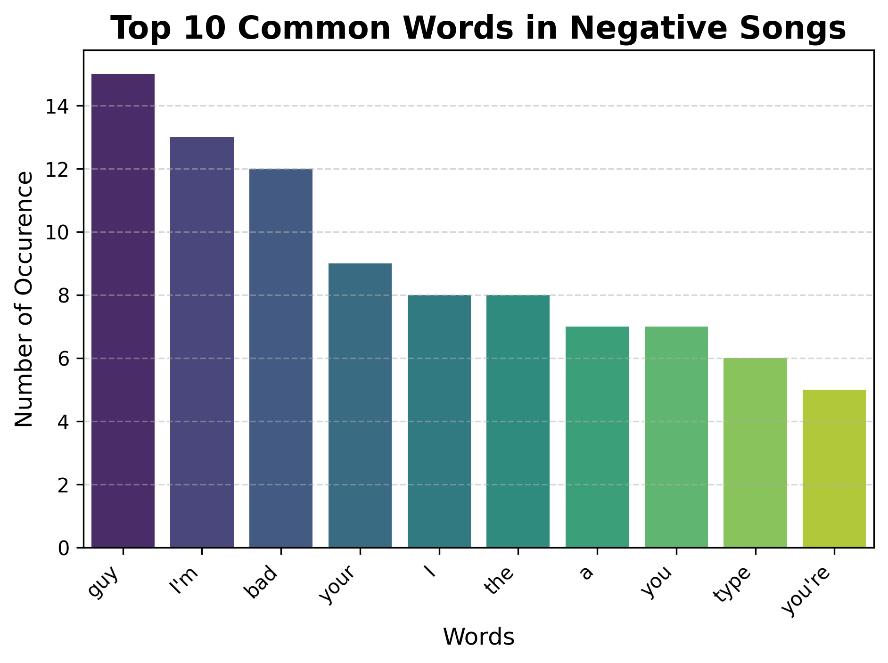 Top 10 Common Words in Negative Songs
Number of Occurence
14
12
10
8
6
4
2
0
guy
I'm
bad
your
I
the
a
you
type
you're
Words